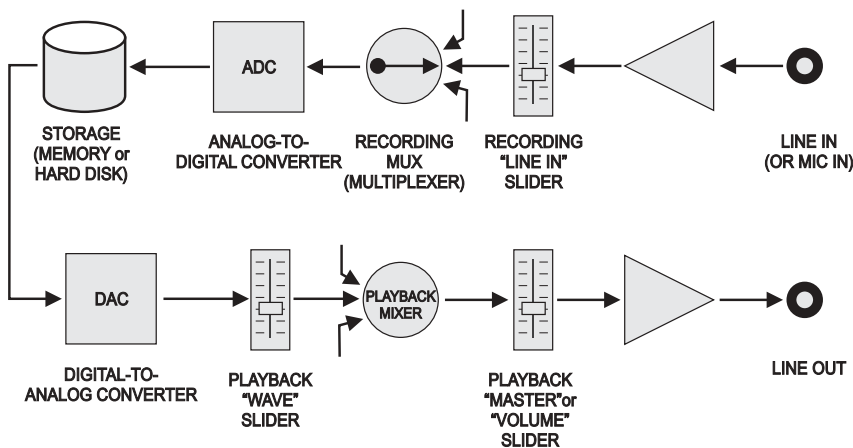 ADC
STORAGE
(MEMORY or
HARD DISK)
ANALOG-TO-
DIGITAL CONVERTER
RECORDING
MUX
(MULTIPLEXER)
RECORDING
“LINE IN”
SLIDER
LINE IN
(OR MIC IN)
DAC
PLAYBACK
MIXER
DIGITAL-TO-
ANALOG CONVERTER
PLAYBACK
“WAVE”
SLIDER
PLAYBACK
“MASTER”or
“VOLUME”
SLIDER
LINE OUT